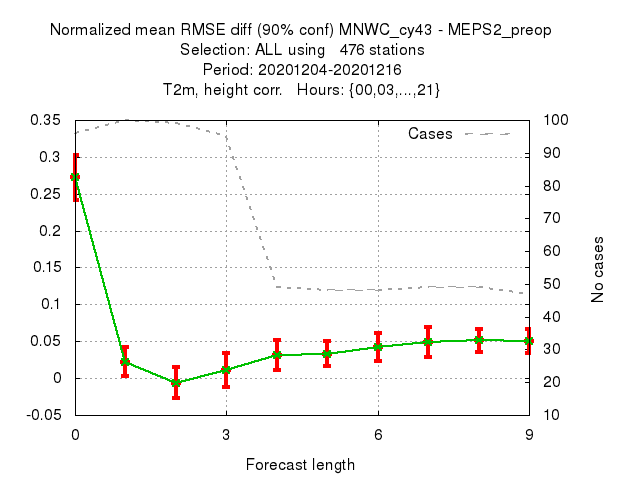 Normalized mean RMSE diff (90% conf) MNWC_cy43 - MEPS2_preop
Selection: ALL using   476 stations
Period: 20201204-20201216
T2m, height corr.   Hours: {00,03,...,21}
Cases
0.35
0.3
0.25
0.2
0.15
0.1
0.05
0
-0.05
100
90
80
70
60
50
40
30
20
10
No cases
0 3 6 9
Forecast length